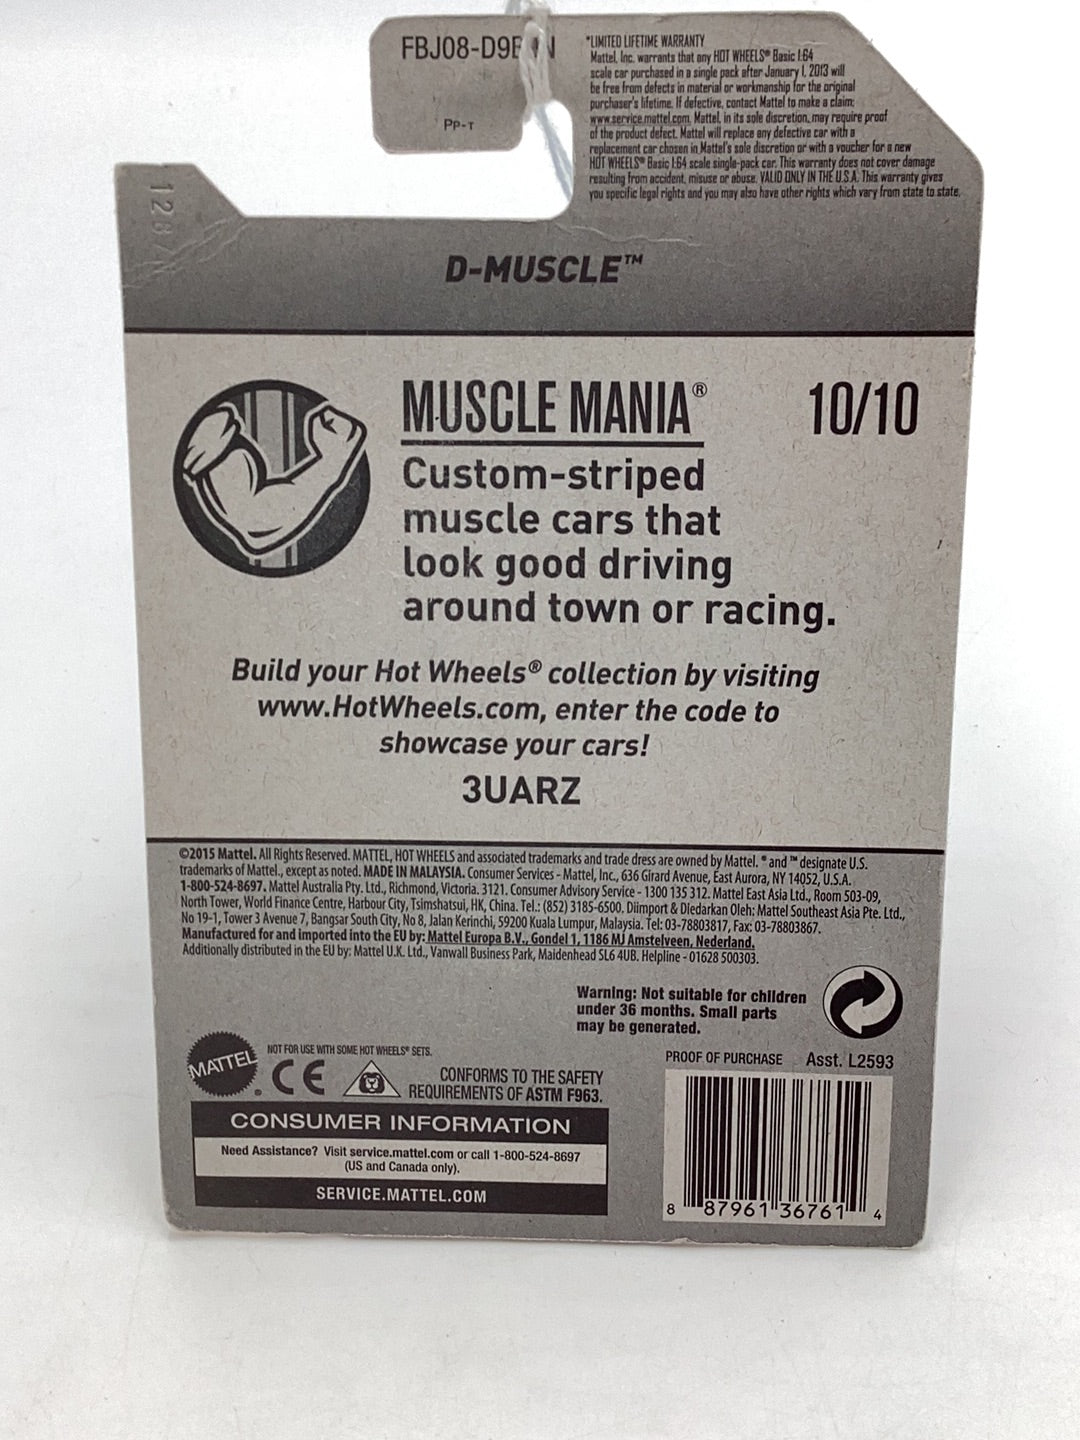 FBJ08-D9B N
Pp-T
*LIMITED LIFETIME WARRANTY
Mattel, Inc. warrants that any HOT WHEELS® Basic 1:64
scale car purchased in a single pack after January 1, 2013 will
be free from defects in material or workmanship for the original
purchaser's lifetime. If defective, contact Mattel to make a claim:
www.service.mattel.com. Mattel, in its sole discretion, may require proof
of the product defect. Mattel will replace any defective car with a
replacement car chosen in Mattel's sole discretion or with a voucher for a new
HOT WHEELS® Basic 1:64 scale single-pack car. This warranty does not cover damage
resulting from accident, misuse or abuse. VALID ONLY IN THE U.S.A. This warranty gives
you specific legal rights and you may also have other rights which vary from state to state.
D-MUSCLE™
MUSCLE MANIA® 10/10
Custom-striped
muscle cars that
look good driving
around town or racing.
Build your Hot Wheels® collection by visiting
www.HotWheels.com, enter the code to
showcase your cars!
3UARZ
©2015 Mattel. All Rights Reserved. MATTEL, HOT WHEELS and associated trademarks and trade dress are owned by Mattel. ® and ™ designate U.S.
trademarks of Mattel., except as noted. MADE IN MALAYSIA. Consumer Services - Mattel, Inc., 636 Girard Avenue, East Aurora, NY 14052, U.S.A.
1-800-524-8697. Mattel Australia Pty. Ltd., Richmond, Victoria. 3121. Consumer Advisory Service - 1300 135 312. Mattel East Asia Ltd., Room 503-09,
North Tower, World Finance Centre, Harbour City, Tsimshatsui, HK, China. Tel.: (852) 3185-6500. Diimport & Diedarkan Oleh: Mattel Southeast Asia Pte. Ltd.,
No 19-1, Tower 3 Avenue 7, Bangsar South City, No 8, Jalan Kerinchi, 59200 Kuala Lumpur, Malaysia. Tel: 03-78803817, Fax: 03-78803867.
Manufactured for and imported into the EU by: Mattel Europa B.V., Gondel 1, 1186 MJ Amstelveen, Nederland.
Additionally distributed in the EU by: Mattel U.K. Ltd., Vanwall Business Park, Maidenhead SL6 4UB. Helpline - 01628 500303.
Warning: Not suitable for children
under 36 months. Small parts
may be generated.
MATTEL®
NOT FOR USE WITH SOME HOT WHEELS® SETS.
CE
CONFORMS TO THE SAFETY
REQUIREMENTS OF ASTM F963.
PROOF OF PURCHASE Asst. L2593
CONSUMER INFORMATION
Need Assistance? Visit service.mattel.com or call 1-800-524-8697
(US and Canada only).
SERVICE.MATTEL.COM
8 87961 36761 4